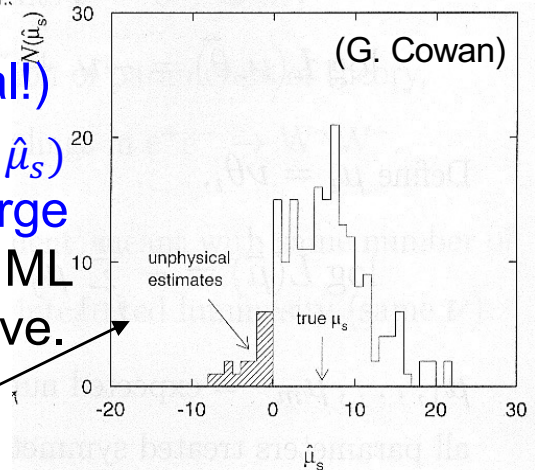 N(μ̂ₛ)
30
(G. Cowan)
al!)
μ̂ₛ)
20
rge
ML
10
unphysical
estimates
true μₛ
ve.
0
-20 -10 0 10 20 30
μ̂ₛ